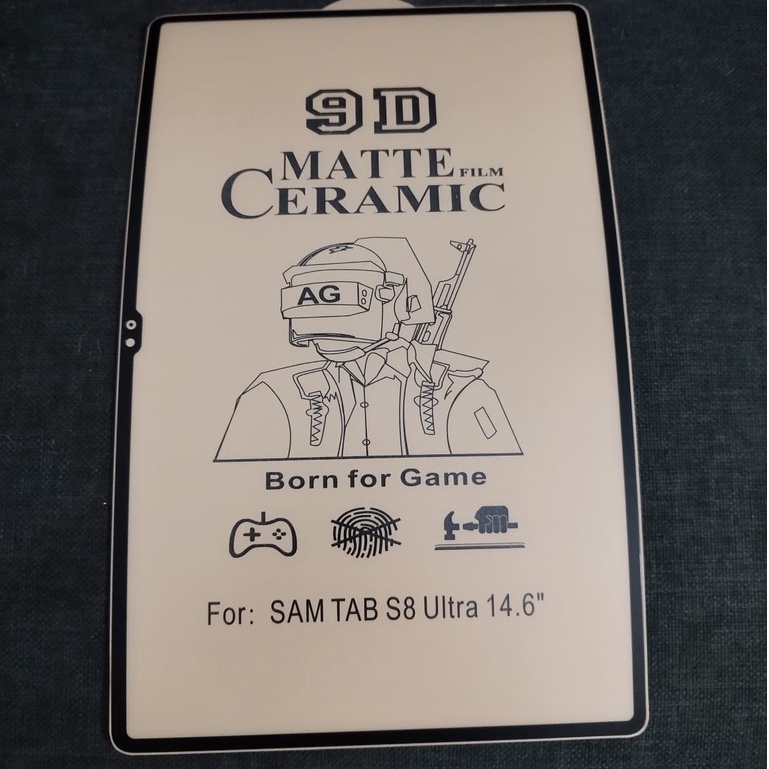 9D
MATTE FILM
CERAMIC
AG
Born for Game
For: SAM TAB S8 Ultra 14.6"